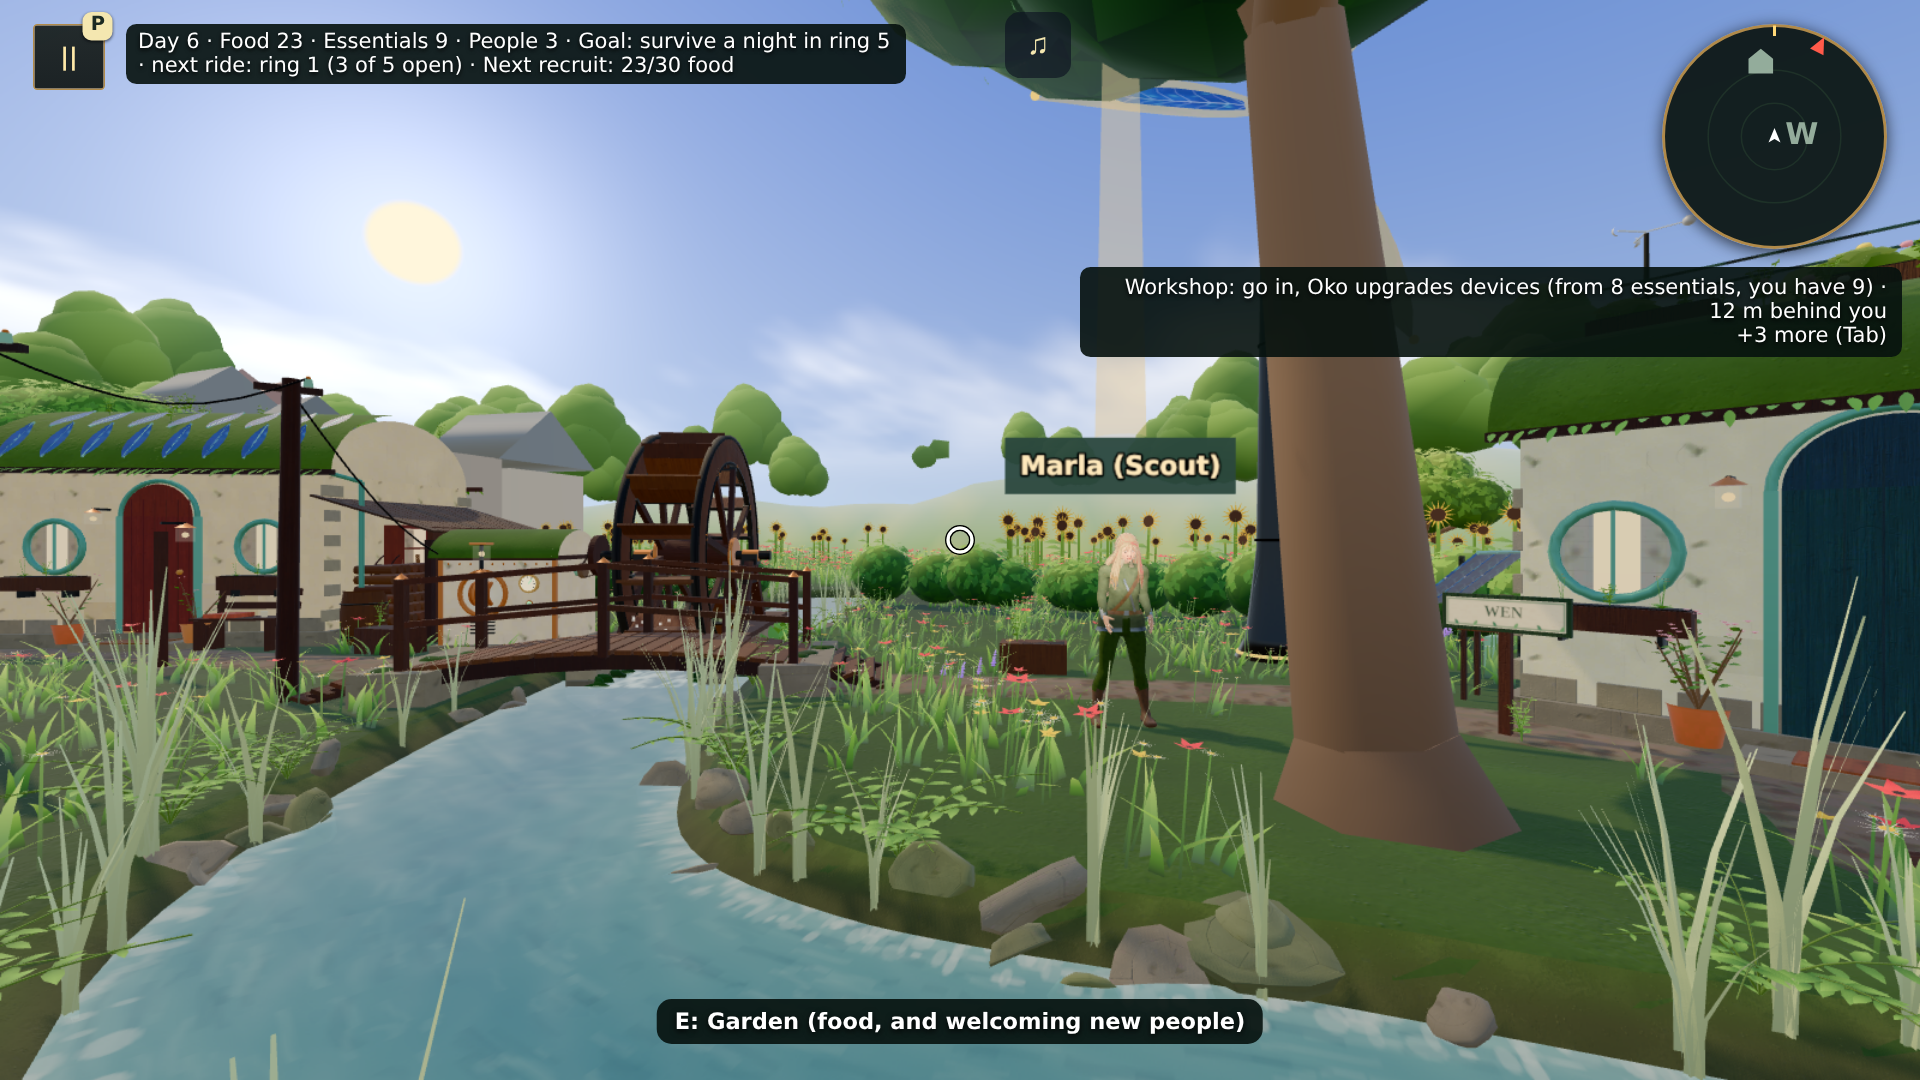 P
Day 6 · Food 23 · Essentials 9 · People 3 · Goal: survive a night in ring 5
· next ride: ring 1 (3 of 5 open) · Next recruit: 23/30 food
W
Workshop: go in, Oko upgrades devices (from 8 essentials, you have 9) ·
12 m behind you
+3 more (Tab)
Marla (Scout)
WEN
E: Garden (food, and welcoming new people)